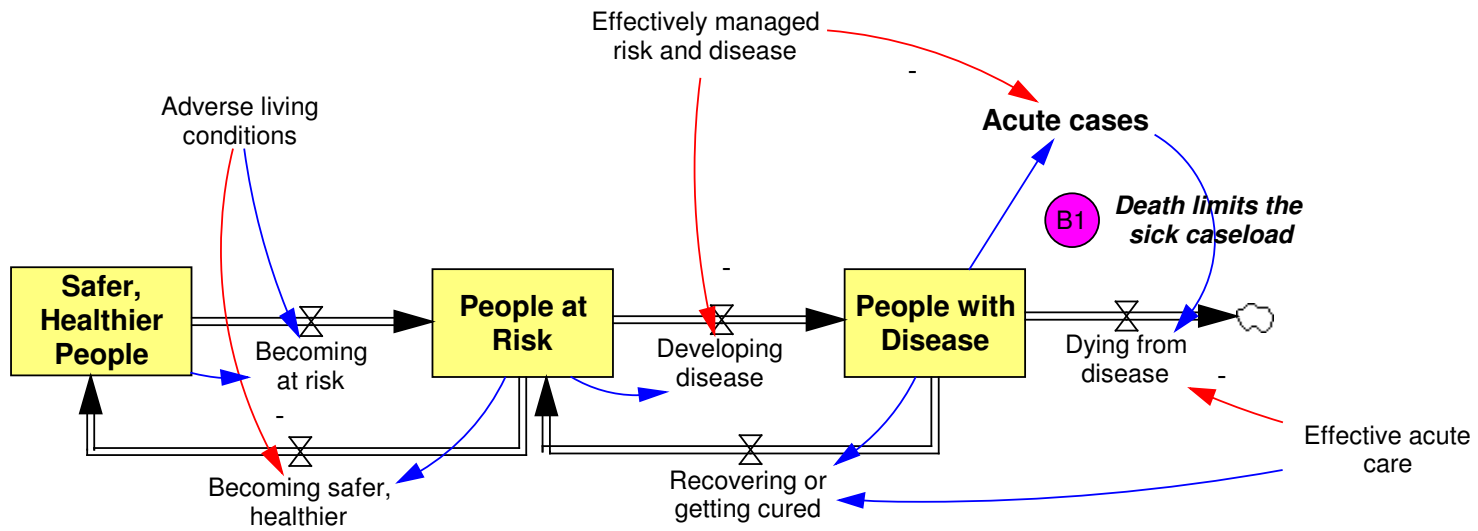 Effectively managed
risk and disease
-
Adverse living
conditions
Acute cases
B1
Death limits the
sick caseload
Safer,
Healthier
People
People at
Risk
-
People with
Disease
Becoming
at risk
Developing
disease
Dying from
disease
-
-
Effective acute
care
Becoming safer,
healthier
Recovering or
getting cured